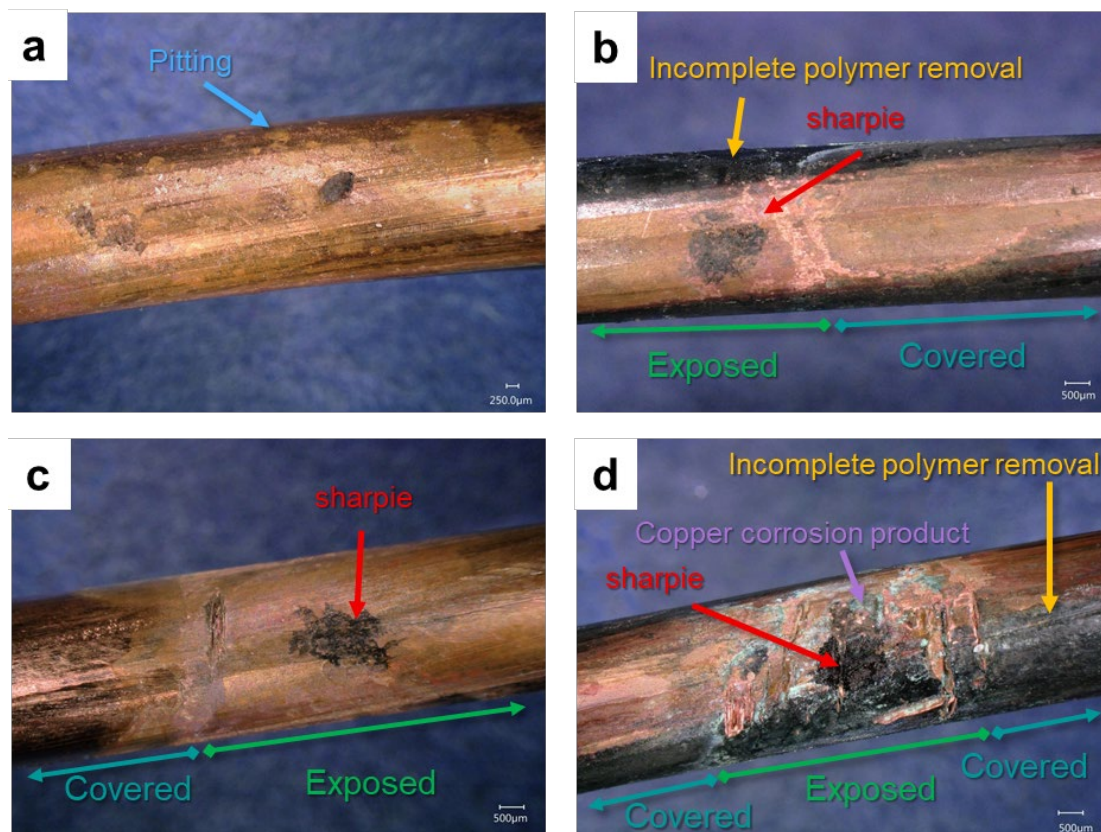 a
Pitting
250.0µm
b
Incomplete polymer removal
sharpie
Exposed
Covered
500µm
c
sharpie
Covered
Exposed
500µm
d
Incomplete polymer removal
Copper corrosion product
sharpie
Covered
Exposed
Covered
500µm